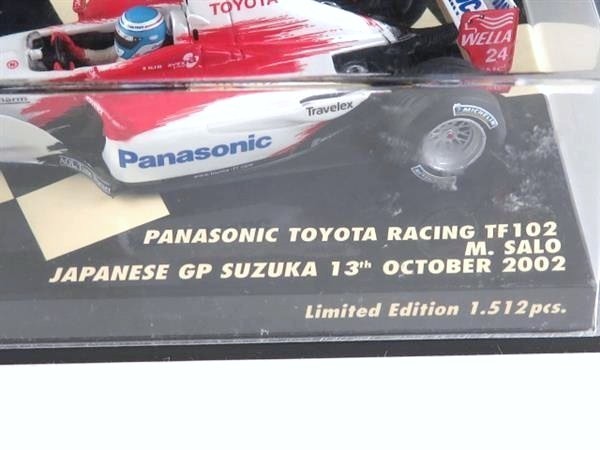 TOYOTA
WELLA
24
Travelex
MICHELIN
Panasonic
PANASONIC TOYOTA RACING TF102
M. SALO
JAPANESE GP SUZUKA 13th OCTOBER 2002
Limited Edition 1.512pcs.